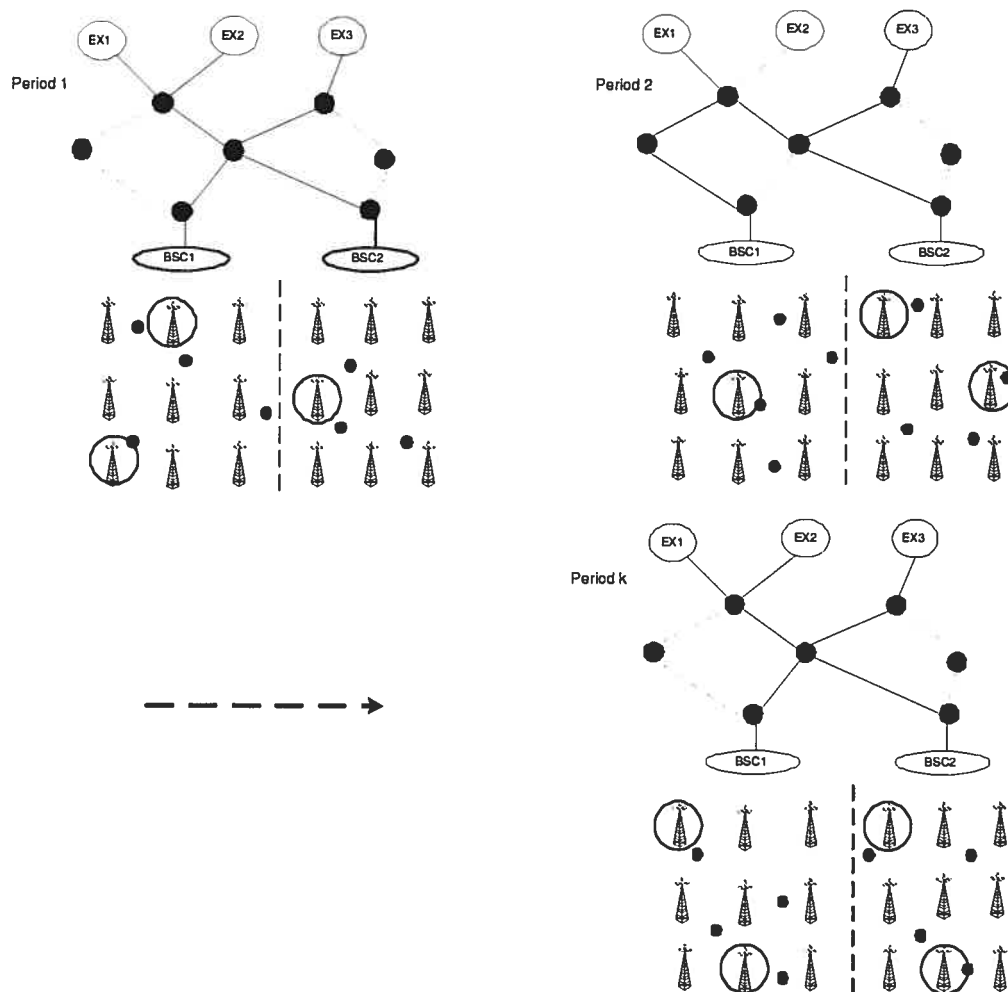 EX1
EX2
EX3
Period 1
BSC1
BSC2
EX1
EX2
EX3
Period 2
BSC1
BSC2
EX1
EX2
EX3
Period k
BSC1
BSC2